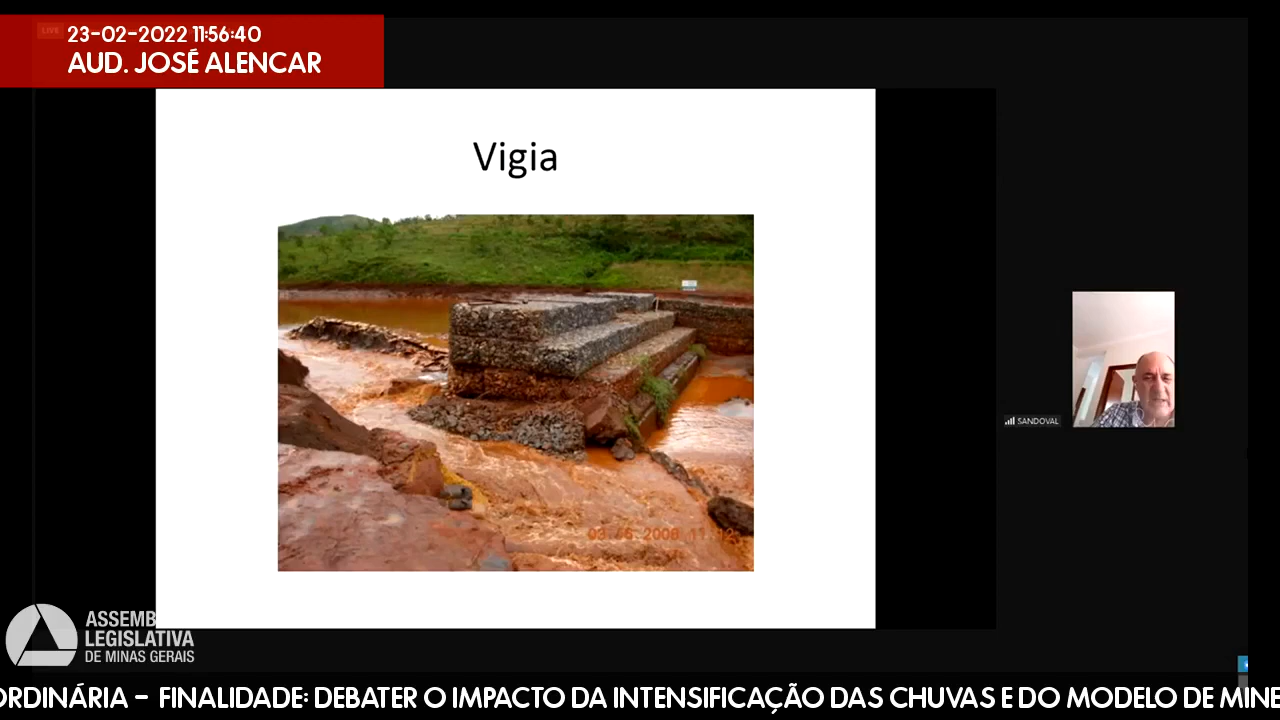 LIVE
23-02-2022 11:56:40
AUD. JOSÉ ALENCAR
Vigia
SANDOVAL
ASSEMB
LEGISLATIVA
DE MINAS GERAIS
ORDINÁRIA - FINALIDADE: DEBATER O IMPACTO DA INTENSIFICAÇÃO DAS CHUVAS E DO MODELO DE MINE